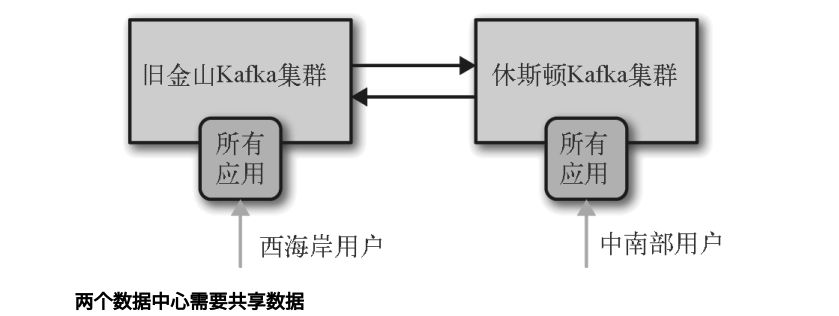 旧金山Kafka集群
休斯顿Kafka集群
所有
应用
所有
应用
西海岸用户
中南部用户
两个数据中心需要共享数据